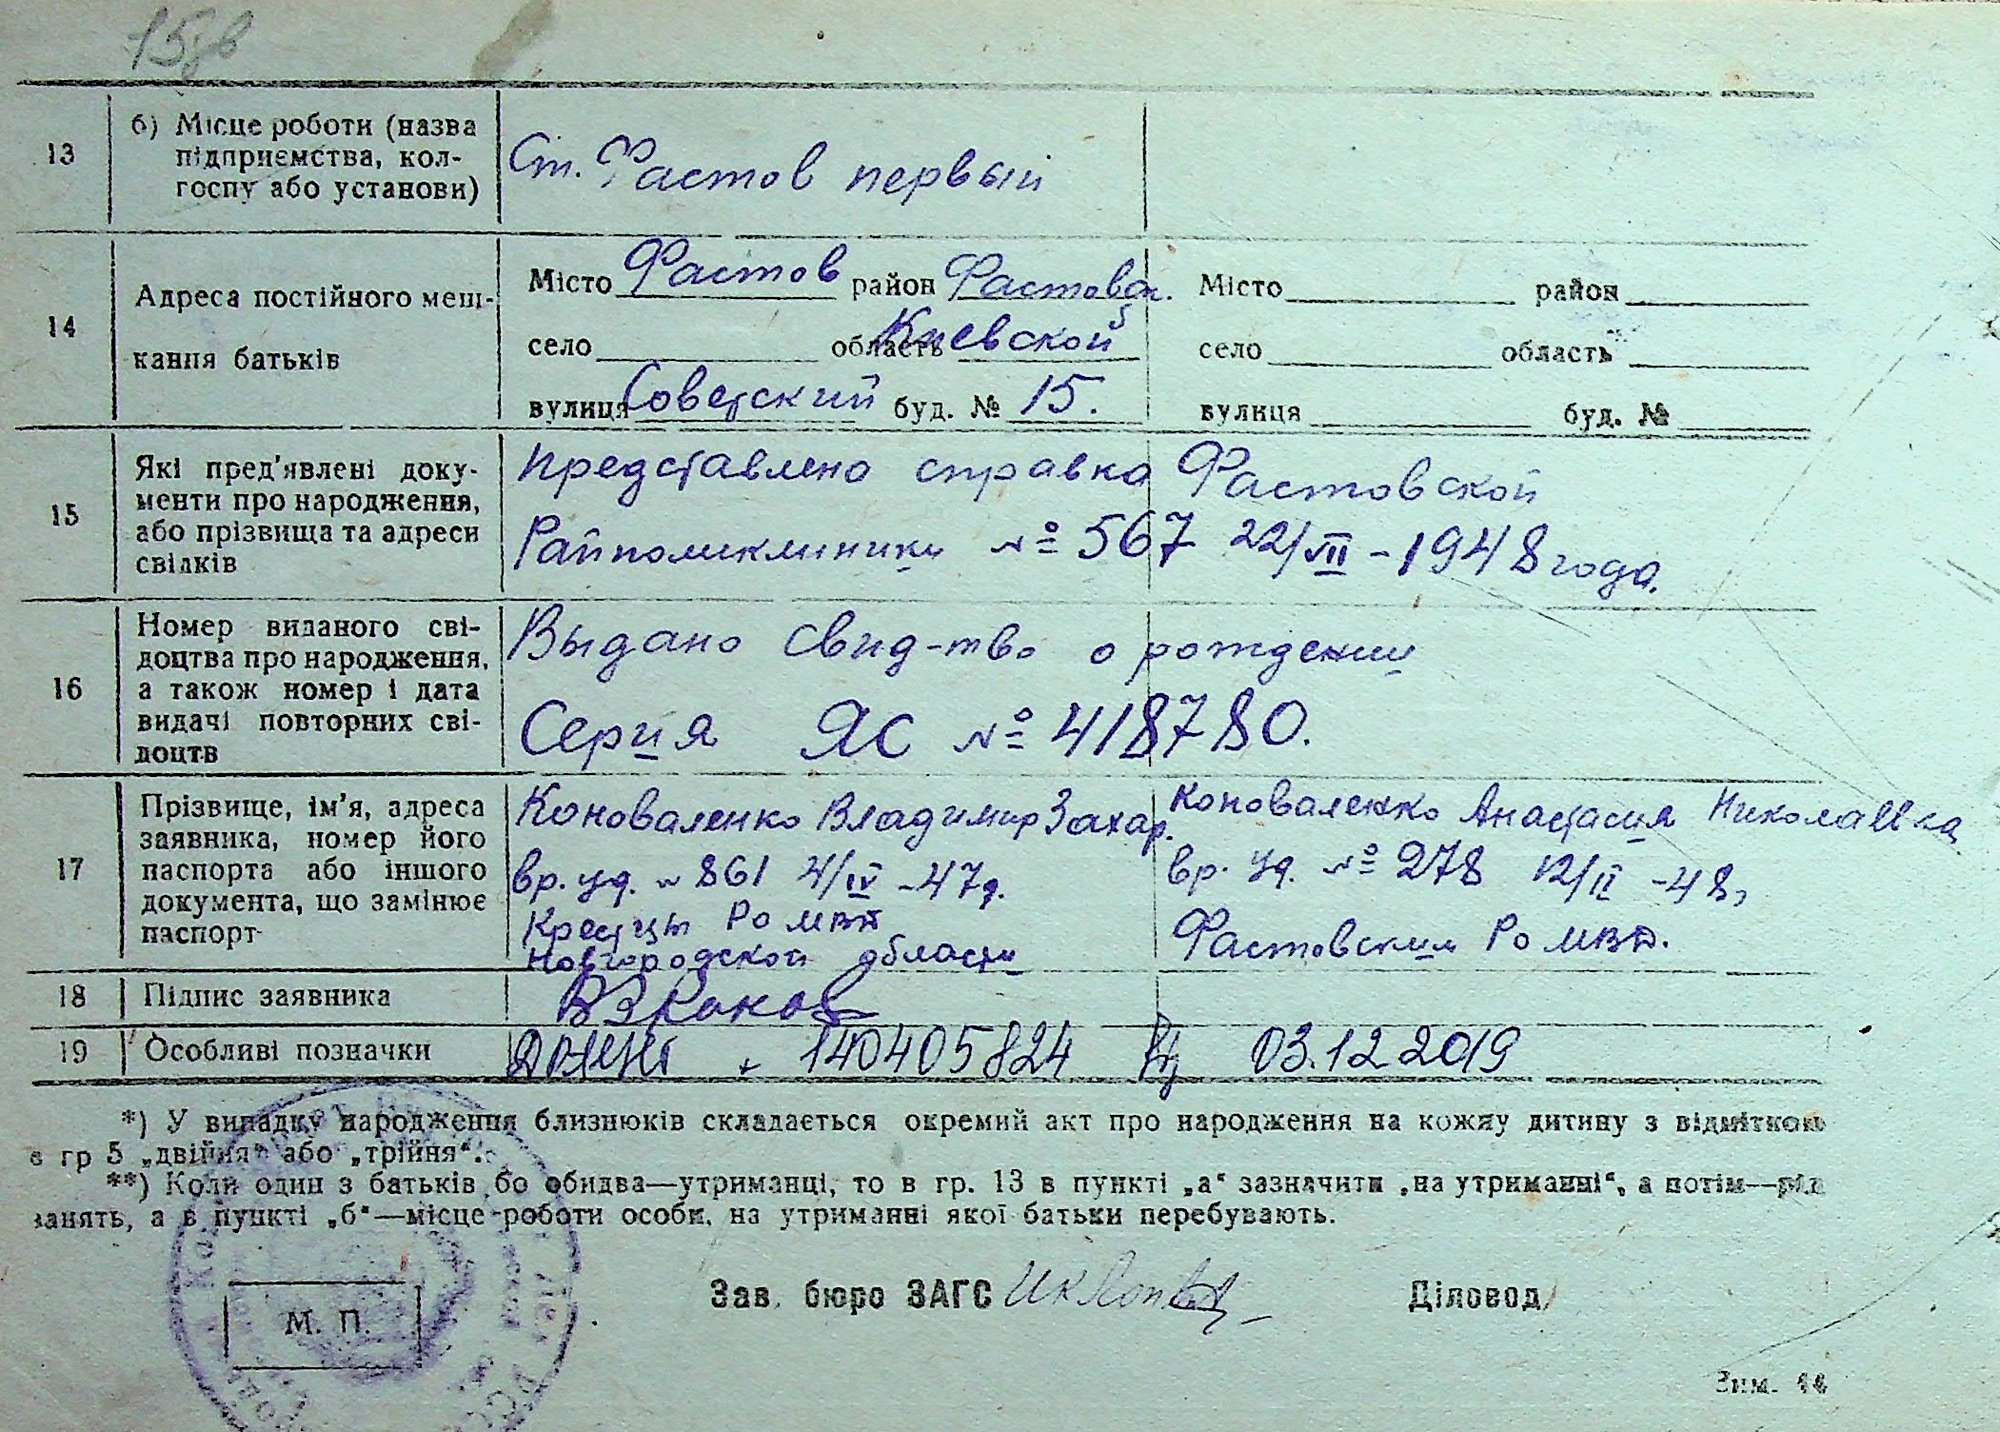 15зв
13
б) Місце роботи (назва
підприємства, кол-
госпу або установи)
Ст. Фастов первый
14
Адреса постійного меш-
кання батьків
Місто Фастов район Фастовск.
село область Киевской
вулиця Советский буд. № 15.
Місто район
село область
вулиця буд. №
15
Які пред'явлені доку-
менти про народження,
або прізвища та адреси
свідків
Представлена справка Фастовской
Райполиклиники № 567 22/VII - 1948 года.
16
Номер виданого сві-
доцтва про народження,
а також номер і дата
видачі повторних сві-
доцтв
Выдано свид-тво о рождении
Серия ЯС № 418780.
17
Прізвище, ім'я, адреса
заявника, номер його
паспорта або іншого
документа, що замінює
паспорт
Коноваленко Владимир Захар.
вр. уд. № 861 4/IV - 47г.
Крестцы РО МВД
Новгородской области
Коноваленко Анастасия Николаевна
вр. уд. № 278 12/II - 48г
Фастовским РО МВД.
18
Підпис заявника
ВЗКонов
19
Особливі позначки
140405824 03.12 2019
*) У випадку народження близнюків складається окремий акт про народження на кожну дитину з відміткою
в гр 5 „двійня“ або „трійня“.
**) Коли один з батьків бо обидва—утриманці, то в гр. 13 в пункті „а“ зазначити „на утриманні“, а потім—рід
занять, а в пункті „б“—місце роботи особи, на утриманні якої батьки перебувають.
М. П.
Зав. бюро ЗАГС
Діловод